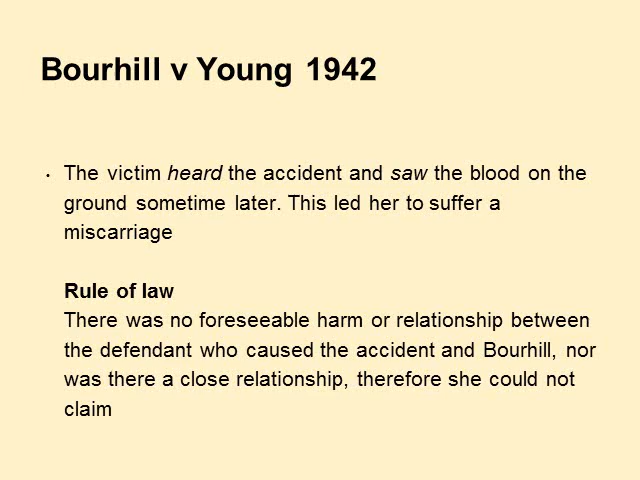 Bourhill v Young 1942
• The victim heard the accident and saw the blood on the
ground sometime later. This led her to suffer a
miscarriage
Rule of law
There was no foreseeable harm or relationship between
the defendant who caused the accident and Bourhill, nor
was there a close relationship, therefore she could not
claim